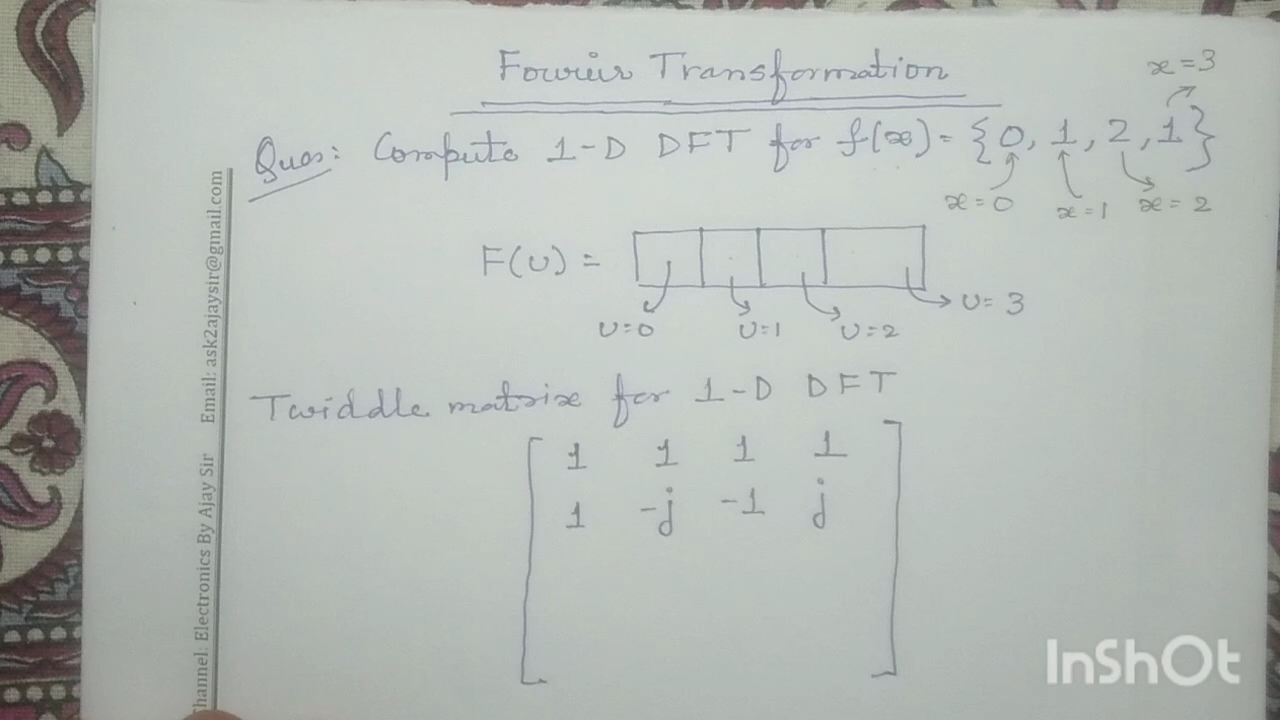 Fourier Transformation
x=3
Ques: Compute 1-D DFT for f(x) = {0, 1, 2, 1}
x=0 x=1 x=2
F(U) =
U=0 U=1 U=2 U=3
Twiddle matrix for 1-D DFT
1 1 1 1
1 -j -1 j
hannel: Electronics By Ajay Sir Email: ask2ajaysir@gmail.com
InShOt